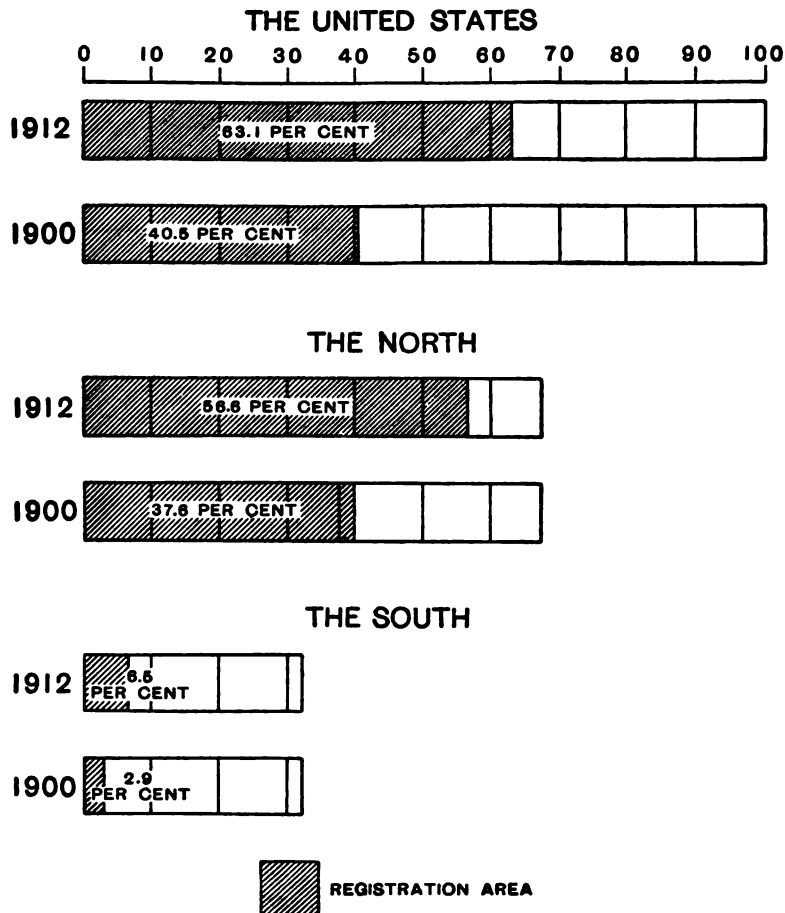 THE UNITED STATES
0 10 20 30 40 50 60 70 80 90 100
1912
63.1 PER CENT
1900
40.5 PER CENT
THE NORTH
1912
56.6 PER CENT
1900
37.6 PER CENT
THE SOUTH
1912
6.5
PER CENT
1900
2.9
PER CENT
REGISTRATION AREA